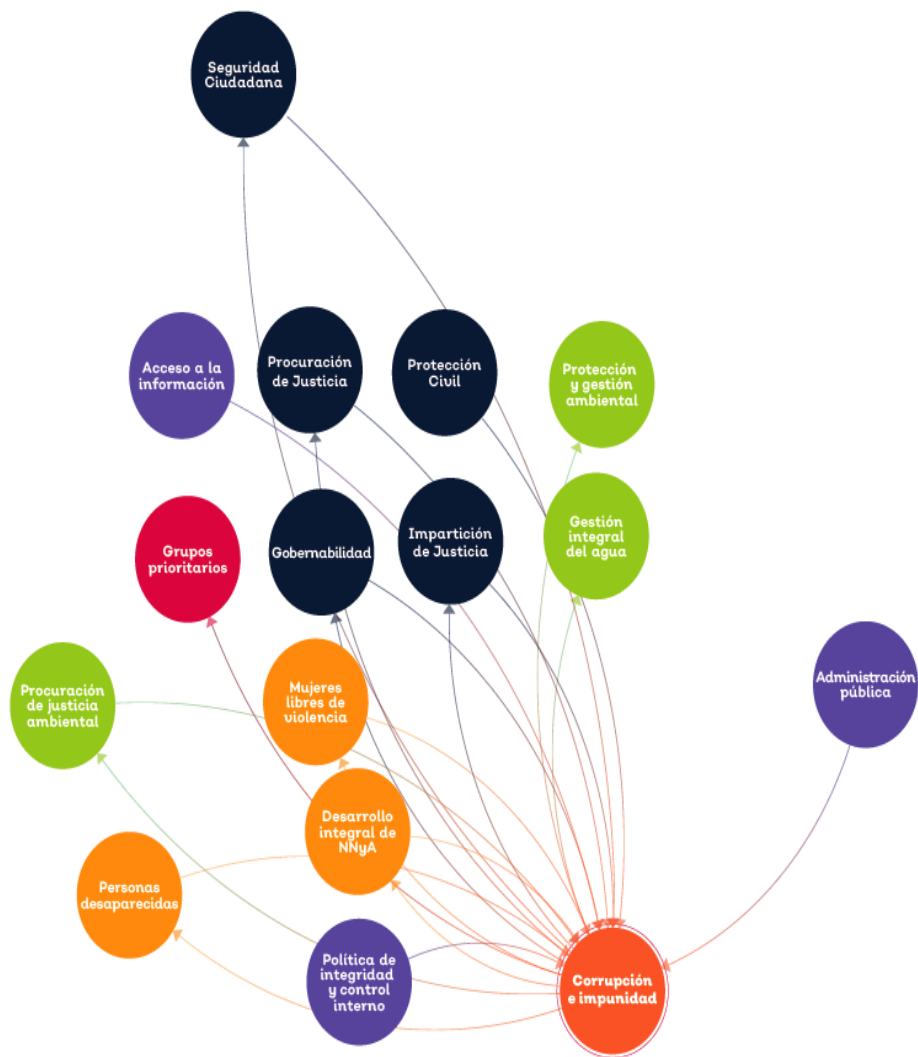 Seguridad
Ciudadana
Acceso a la
información
Procuración
de Justicia
Protección
Civil
Protección
y gestión
ambiental
Grupos
prioritarios
Gobernabilidad
Impartición
de Justicia
Gestión
integral
del agua
Procuración
de justicia
ambiental
Mujeres
libres de
violencia
Administración
pública
Desarrollo
integral de
NNyA
Personas
desaparecidas
Política de
integridad
y control
interno
Corrupción
e impunidad